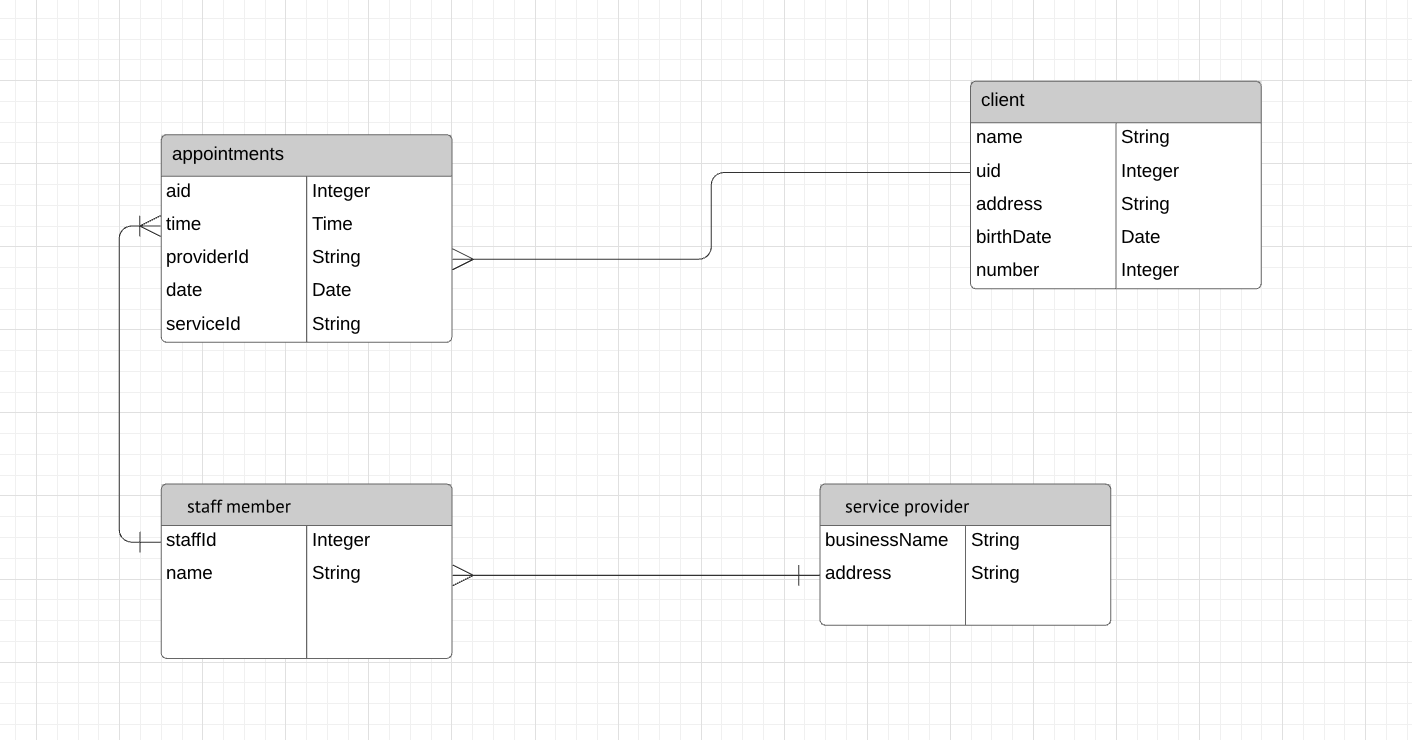 appointments
aid Integer
time Time
providerId String
date Date
serviceId String
client
name String
uid Integer
address String
birthDate Date
number Integer
staff member
staffId Integer
name String
service provider
businessName String
address String